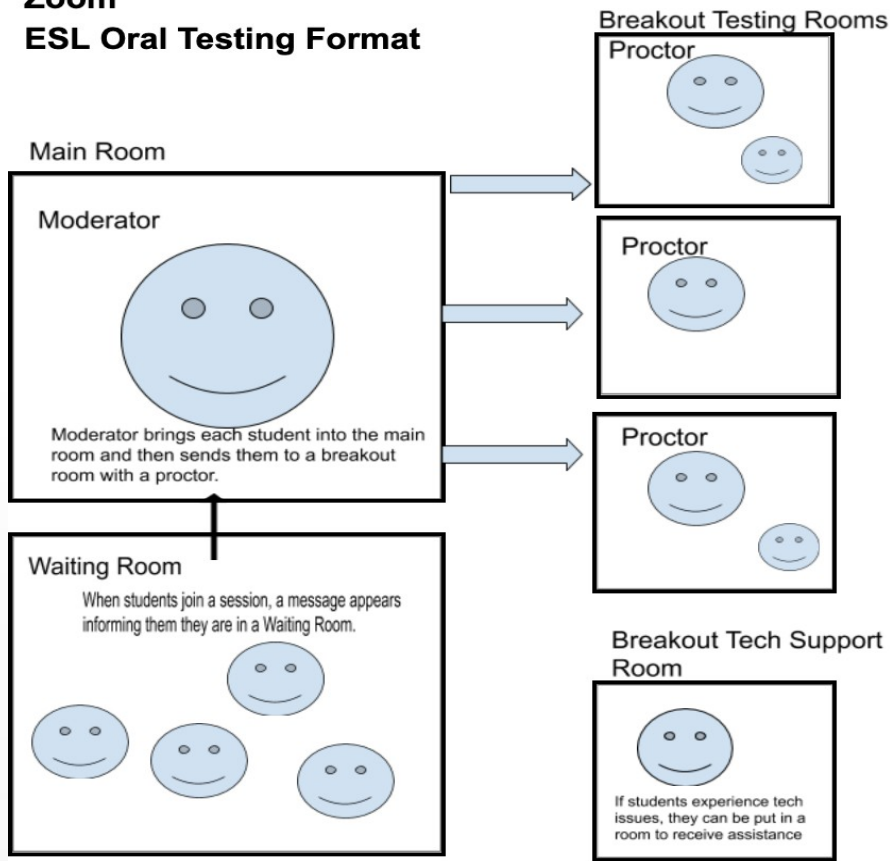 Zoom
ESL Oral Testing Format
Main Room
Moderator
Moderator brings each student into the main
room and then sends them to a breakout
room with a proctor.
Waiting Room
When students join a session, a message appears
informing them they are in a Waiting Room.
Breakout Testing Rooms
Proctor
Proctor
Proctor
Breakout Tech Support
Room
If students experience tech
issues, they can be put in a
room to receive assistance